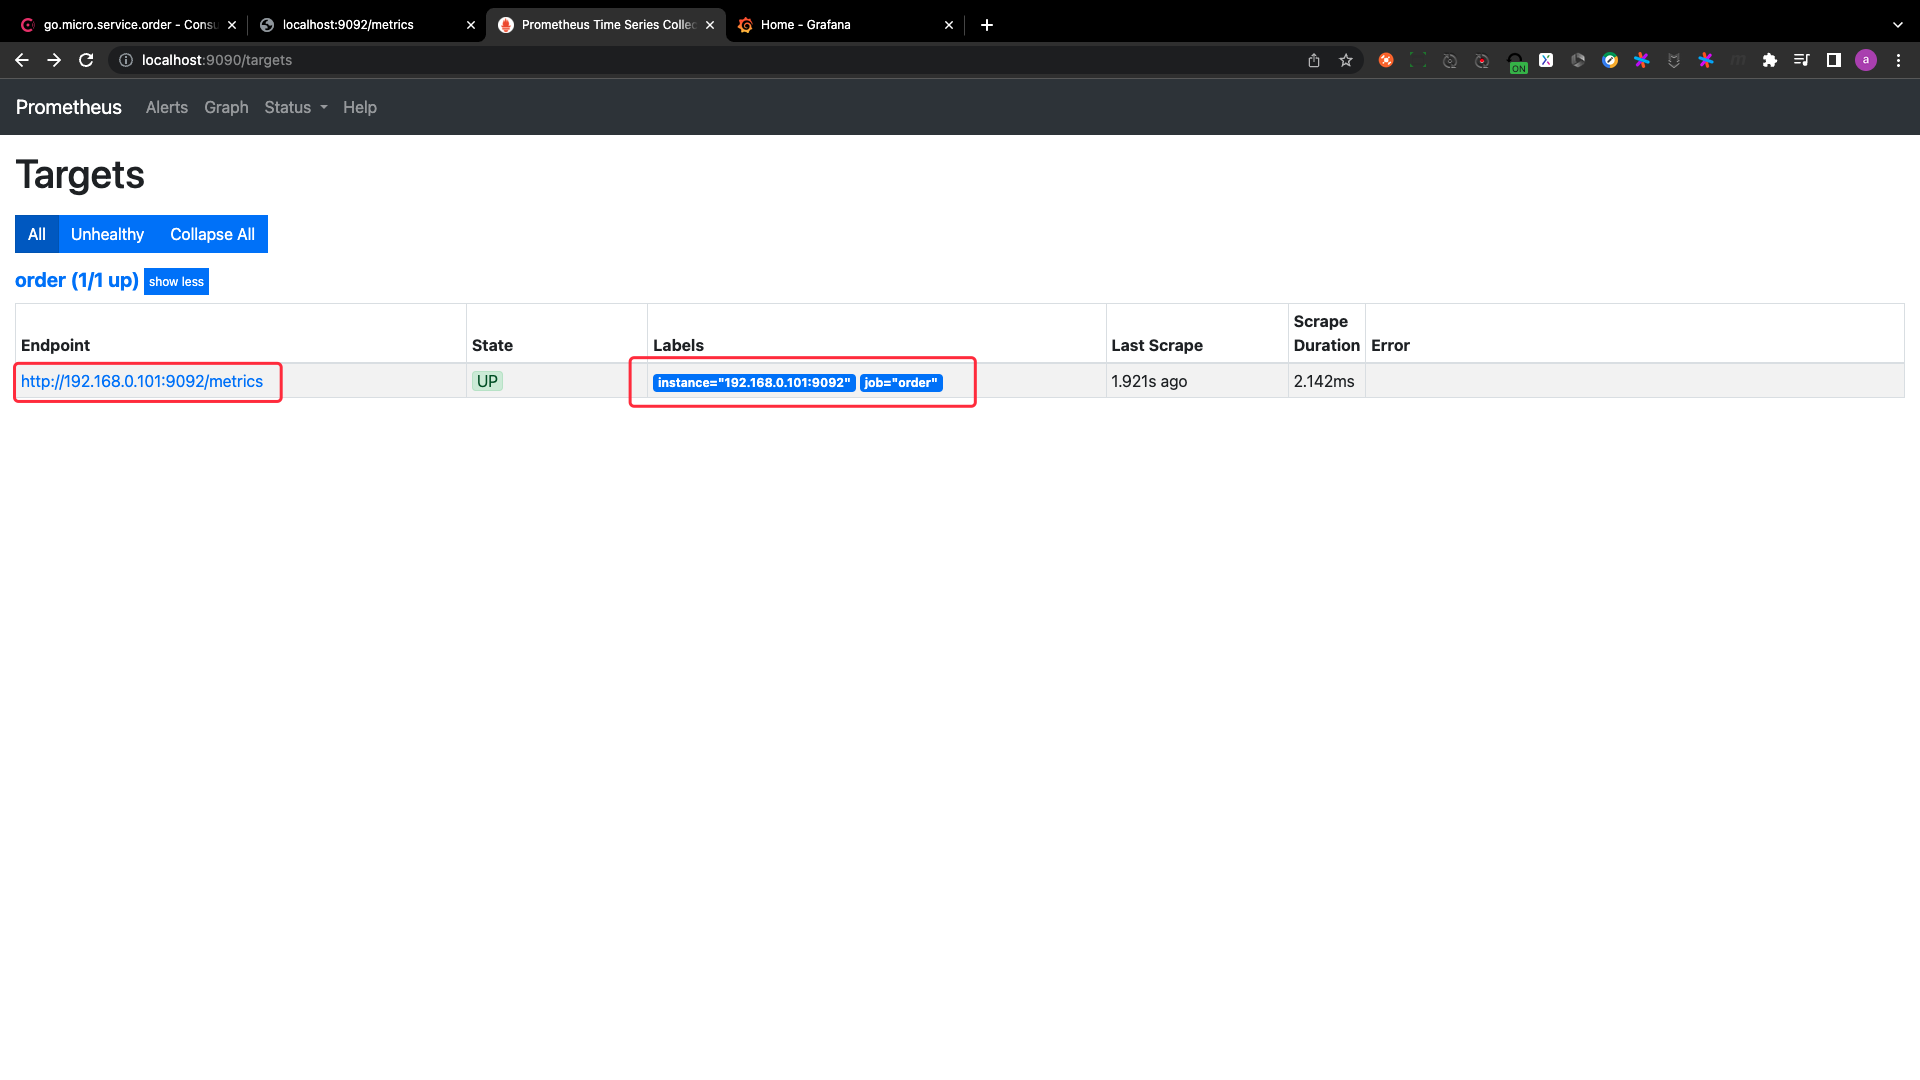 go.micro.service.order - Consu
localhost:9092/metrics
Prometheus Time Series Collec
Home - Grafana
localhost:9090/targets
ON
a
Prometheus Alerts Graph Status Help
Targets
All Unhealthy Collapse All
order (1/1 up) show less
Endpoint State Labels Last Scrape Scrape Duration Error
http://192.168.0.101:9092/metrics UP instance="192.168.0.101:9092" job="order" 1.921s ago 2.142ms